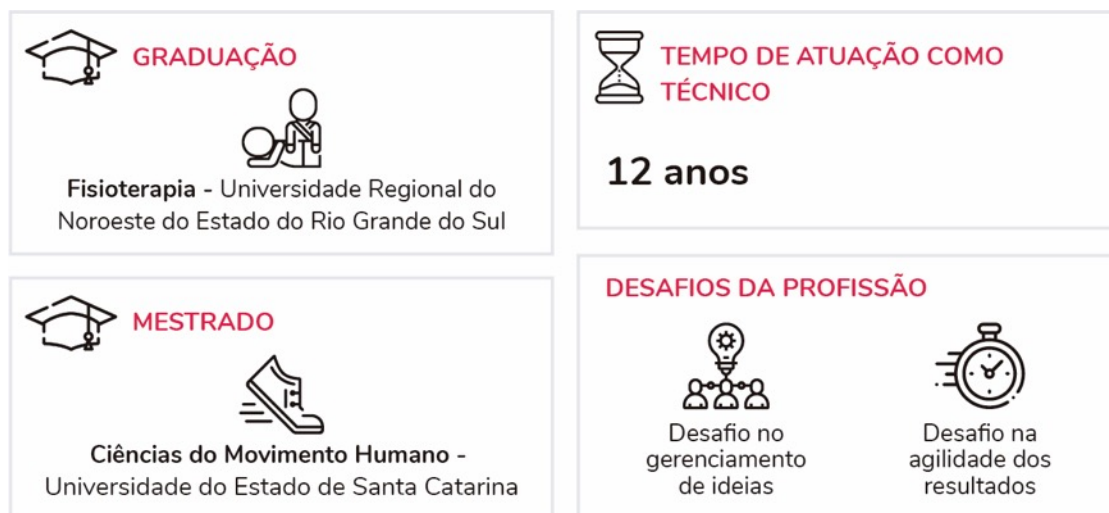 GRADUAÇÃO
Fisioterapia - Universidade Regional do
Noroeste do Estado do Rio Grande do Sul
MESTRADO
Ciências do Movimento Humano -
Universidade do Estado de Santa Catarina
TEMPO DE ATUAÇÃO COMO
TÉCNICO
12 anos
DESAFIOS DA PROFISSÃO
Desafio no
gerenciamento
de ideias
Desafio na
agilidade dos
resultados